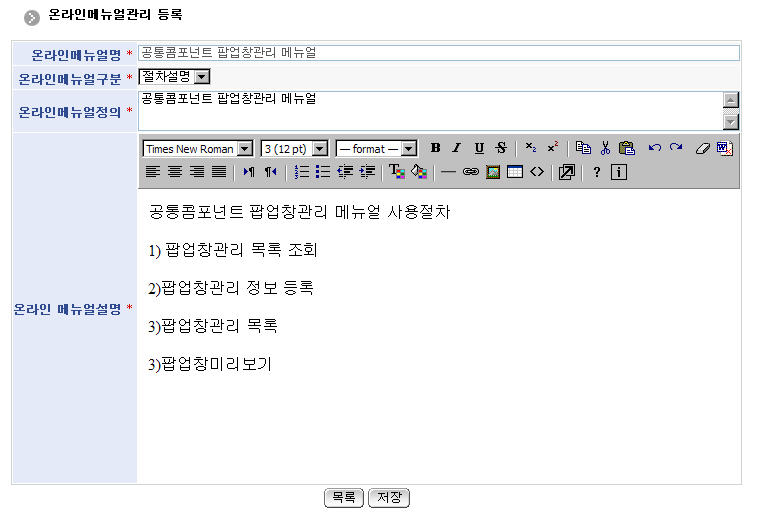 온라인메뉴얼관리 등록
온라인메뉴얼명 * 공통콤포넌트 팝업창관리 메뉴얼
온라인메뉴얼구분 * 절차설명
온라인메뉴얼정의 * 공통콤포넌트 팝업창관리 메뉴얼
Times New Roman 3 (12 pt) — format — B I U S ×₂ ×²
? i
온라인 메뉴얼설명 *
공통콤포넌트 팝업창관리 메뉴얼 사용절차
1) 팝업창관리 목록 조회
2)팝업창관리 정보 등록
3)팝업창관리 목록
3)팝업창미리보기
목록 저장